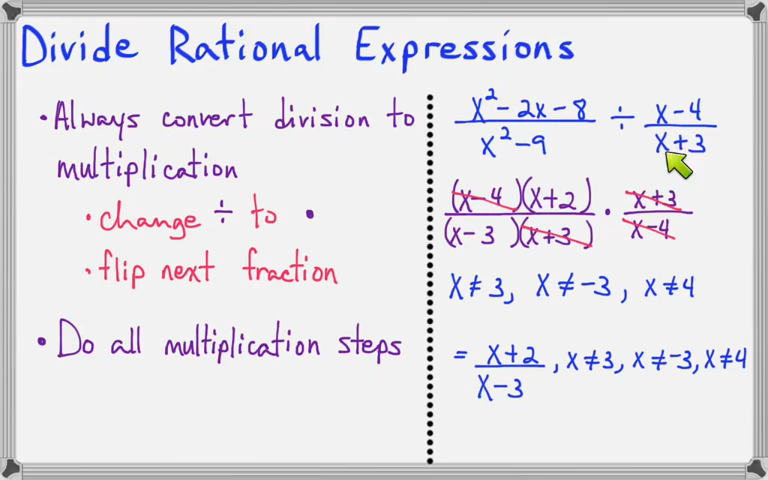 Divide Rational Expressions
• Always convert division to
multiplication
• change ÷ to •
• flip next fraction
• Do all multiplication steps
x² - 2x - 8 / x² - 9 ÷ x - 4 / x + 3
(x - 4)(x + 2) / (x - 3)(x + 3) • x + 3 / x - 4
x ≠ 3, x ≠ -3, x ≠ 4
= x + 2 / x - 3, x ≠ 3, x ≠ -3, x ≠ 4